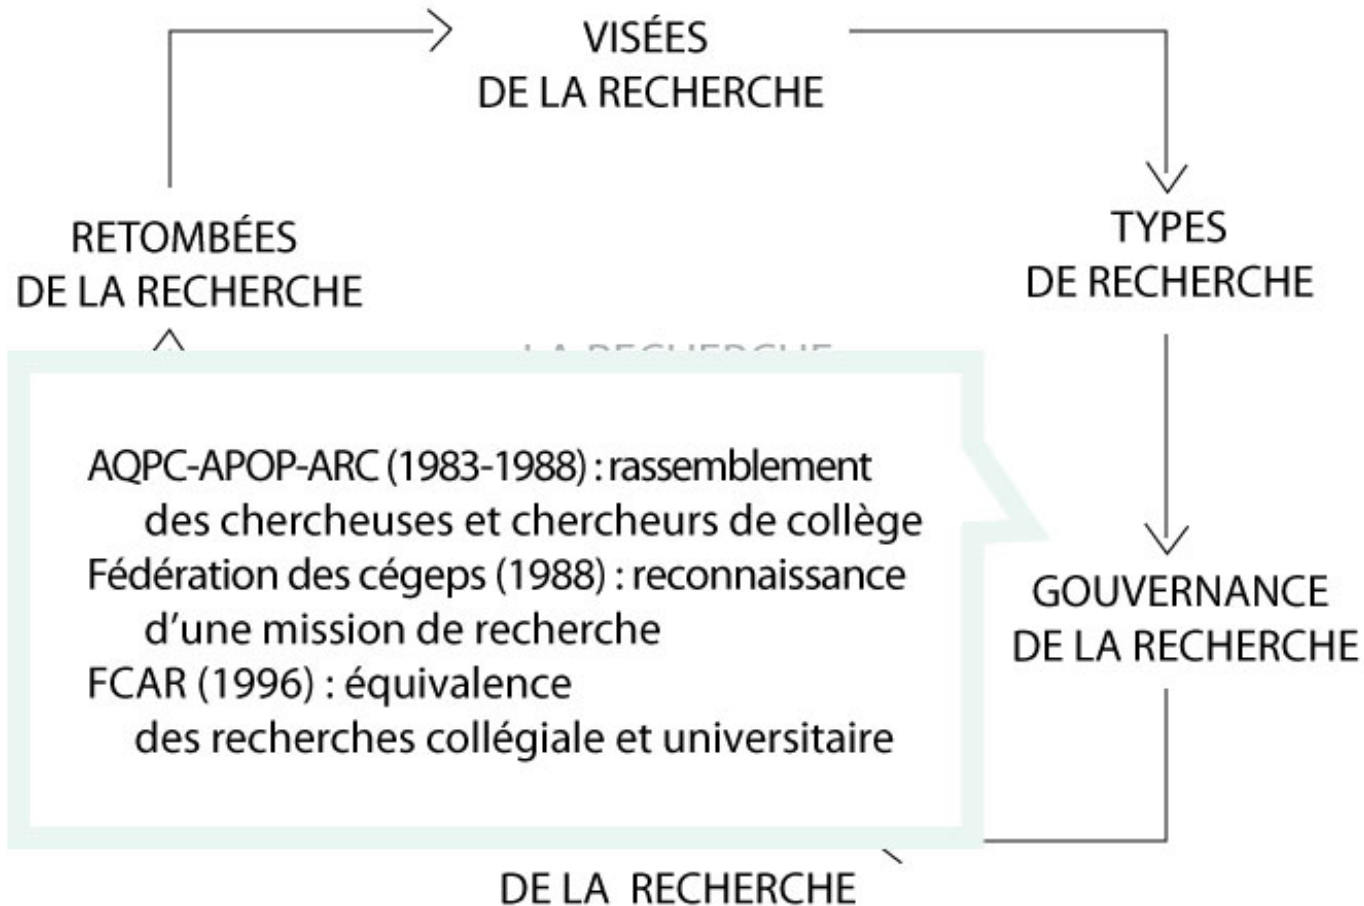 VISÉES
DE LA RECHERCHE
TYPES
DE RECHERCHE
RETOMBÉES
DE LA RECHERCHE
LA RECHERCHE
AQPC-APOP-ARC (1983-1988) : rassemblement
des chercheuses et chercheurs de collège
Fédération des cégeps (1988) : reconnaissance
d'une mission de recherche
FCAR (1996) : équivalence
des recherches collégiale et universitaire
GOUVERNANCE
DE LA RECHERCHE
DE LA RECHERCHE